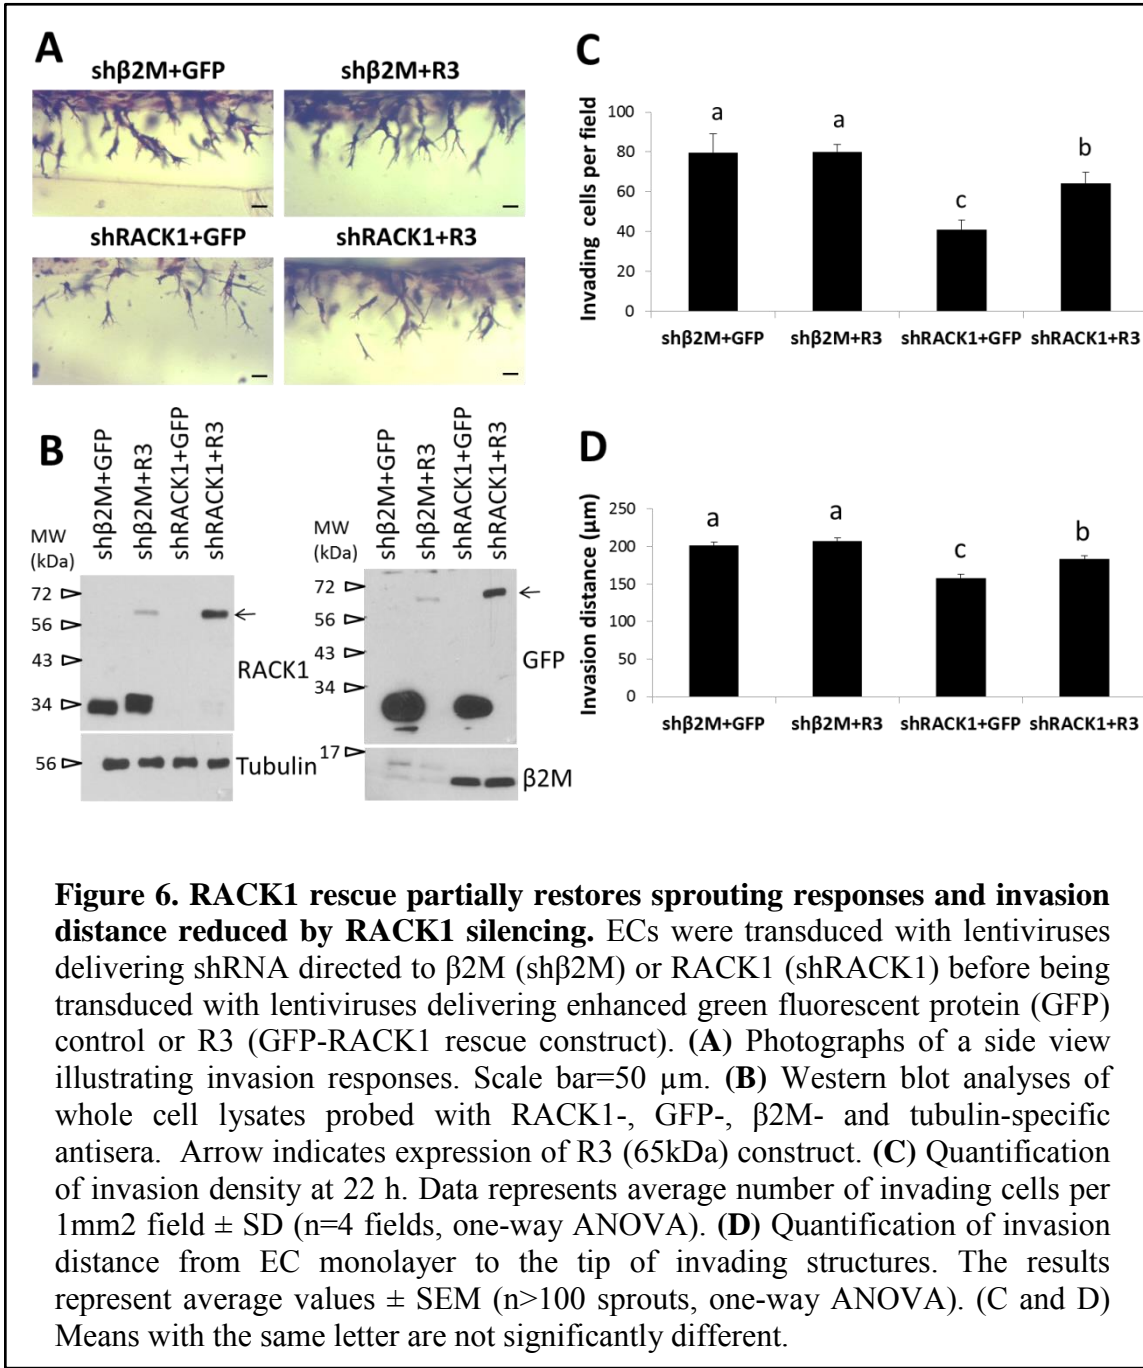 A
shβ2M+GFP
shβ2M+R3
shRACK1+GFP
shRACK1+R3
B
shβ2M+GFP
shβ2M+R3
shRACK1+GFP
shRACK1+R3
MW
(kDa)
72
56
43
34
RACK1
56
Tubulin
shβ2M+GFP
shβ2M+R3
shRACK1+GFP
shRACK1+R3
MW
(kDa)
72
56
43
34
GFP
17
β2M
C
Invading cells per field
100
80
60
40
20
0
a
a
c
b
shβ2M+GFP
shβ2M+R3
shRACK1+GFP
shRACK1+R3
D
Invasion distance (µm)
250
200
150
100
50
0
a
a
c
b
shβ2M+GFP
shβ2M+R3
shRACK1+GFP
shRACK1+R3
Figure 6. RACK1 rescue partially restores sprouting responses and invasion
distance reduced by RACK1 silencing. ECs were transduced with lentiviruses
delivering shRNA directed to β2M (shβ2M) or RACK1 (shRACK1) before being
transduced with lentiviruses delivering enhanced green fluorescent protein (GFP)
control or R3 (GFP-RACK1 rescue construct). (A) Photographs of a side view
illustrating invasion responses. Scale bar=50 µm. (B) Western blot analyses of
whole cell lysates probed with RACK1-, GFP-, β2M- and tubulin-specific
antisera. Arrow indicates expression of R3 (65kDa) construct. (C) Quantification
of invasion density at 22 h. Data represents average number of invading cells per
1mm2 field ± SD (n=4 fields, one-way ANOVA). (D) Quantification of invasion
distance from EC monolayer to the tip of invading structures. The results
represent average values ± SEM (n>100 sprouts, one-way ANOVA). (C and D)
Means with the same letter are not significantly different.